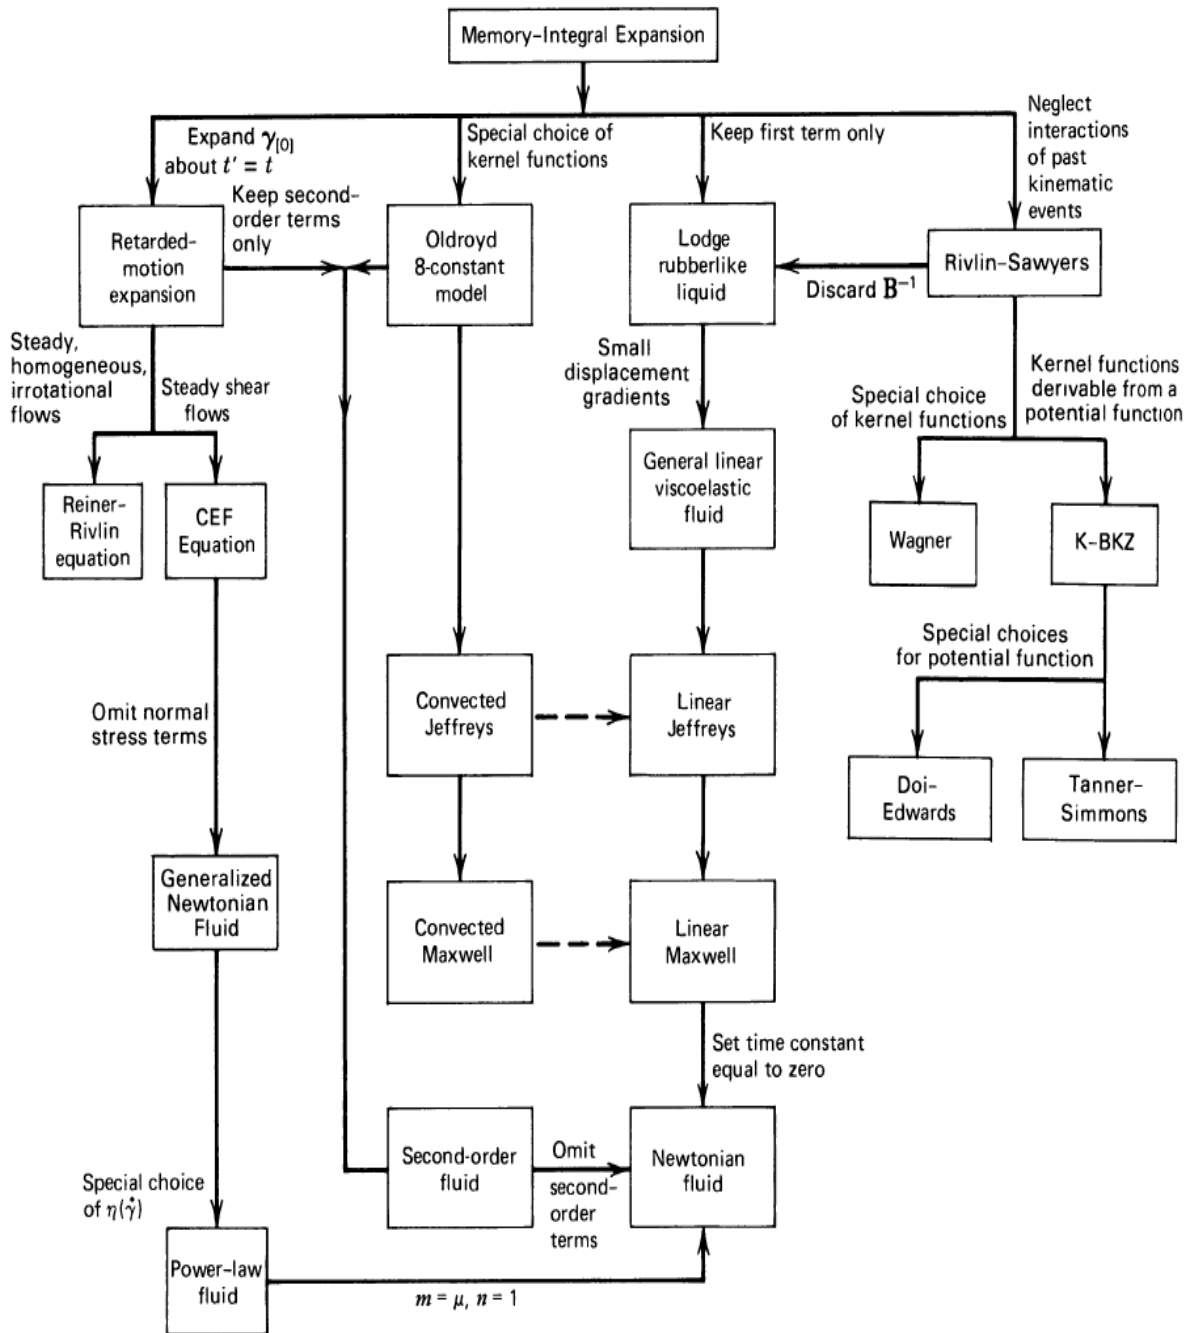 Memory–Integral Expansion
Expand γ[0]
about t′ = t
Special choice of
kernel functions
Keep first term only
Neglect
interactions
of past
kinematic
events
Keep second–
order terms
only
Retarded–
motion
expansion
Oldroyd
8-constant
model
Lodge
rubberlike
liquid
Rivlin–Sawyers
Discard B⁻¹
Steady,
homogeneous,
irrotational
flows
Steady shear
flows
Small
displacement
gradients
Special choice
of kernel functions
Kernel functions
derivable from a
potential function
Reiner–
Rivlin
equation
CEF
Equation
General linear
viscoelastic
fluid
Wagner
K–BKZ
Special choices
for potential function
Omit normal
stress terms
Convected
Jeffreys
Linear
Jeffreys
Doi–
Edwards
Tanner–
Simmons
Generalized
Newtonian
Fluid
Convected
Maxwell
Linear
Maxwell
Set time constant
equal to zero
Special choice
of η(γ̇)
Second-order
fluid
Omit
second–
order
terms
Newtonian
fluid
Power–law
fluid
m = μ, n = 1